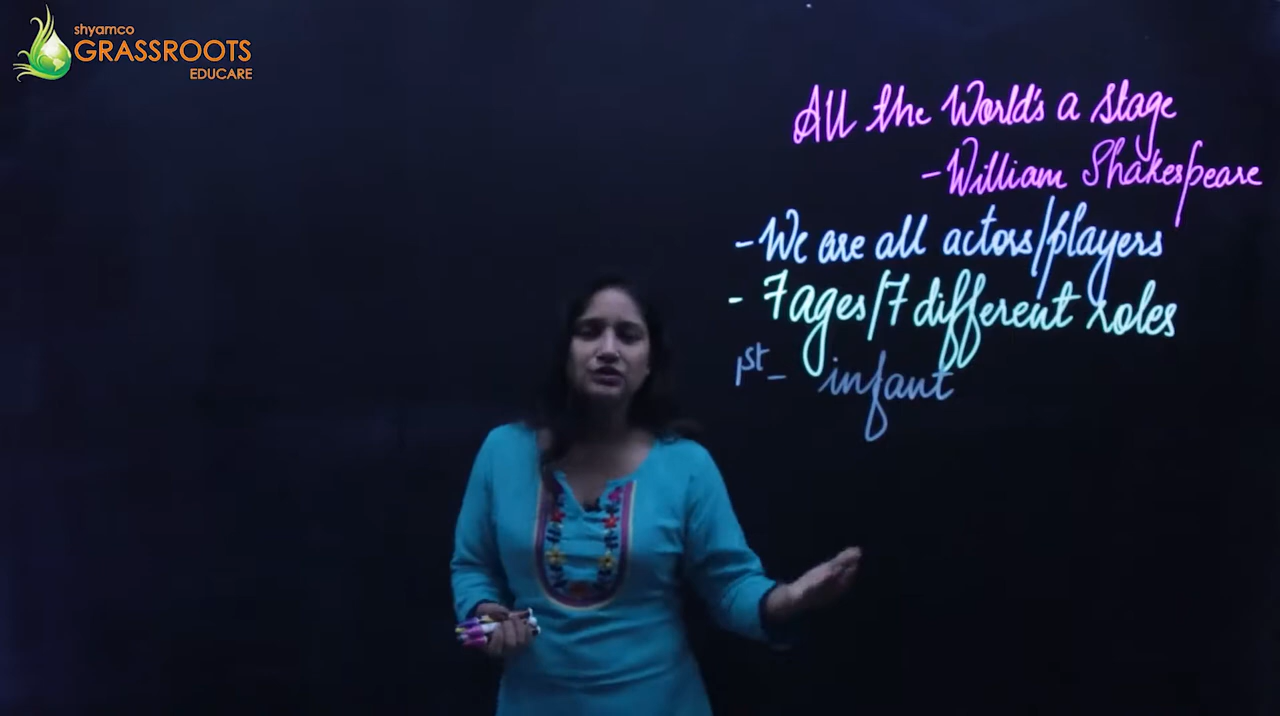 shyamco
GRASSROOTS
EDUCARE
All the World's a stage
- William Shakespeare
- We are all actors/players
- 7 ages/7 different roles
1st - infant